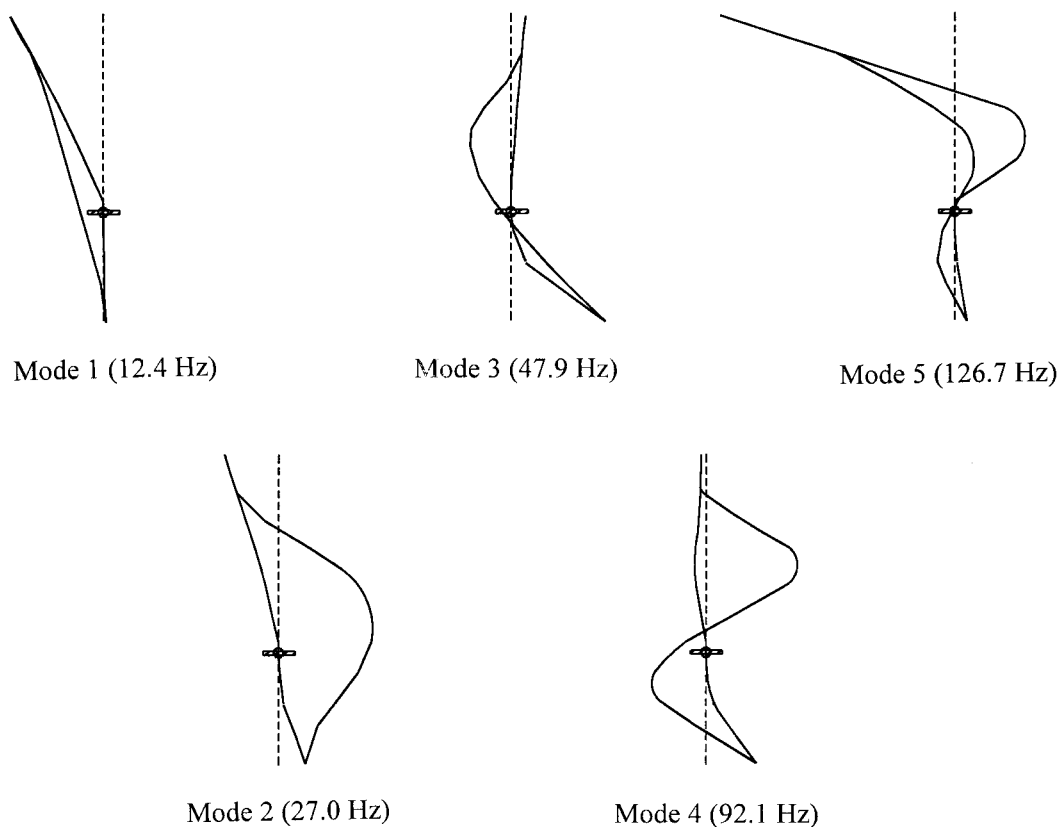 Mode 1 (12.4 Hz)
Mode 3 (47.9 Hz)
Mode 5 (126.7 Hz)
Mode 2 (27.0 Hz)
Mode 4 (92.1 Hz)